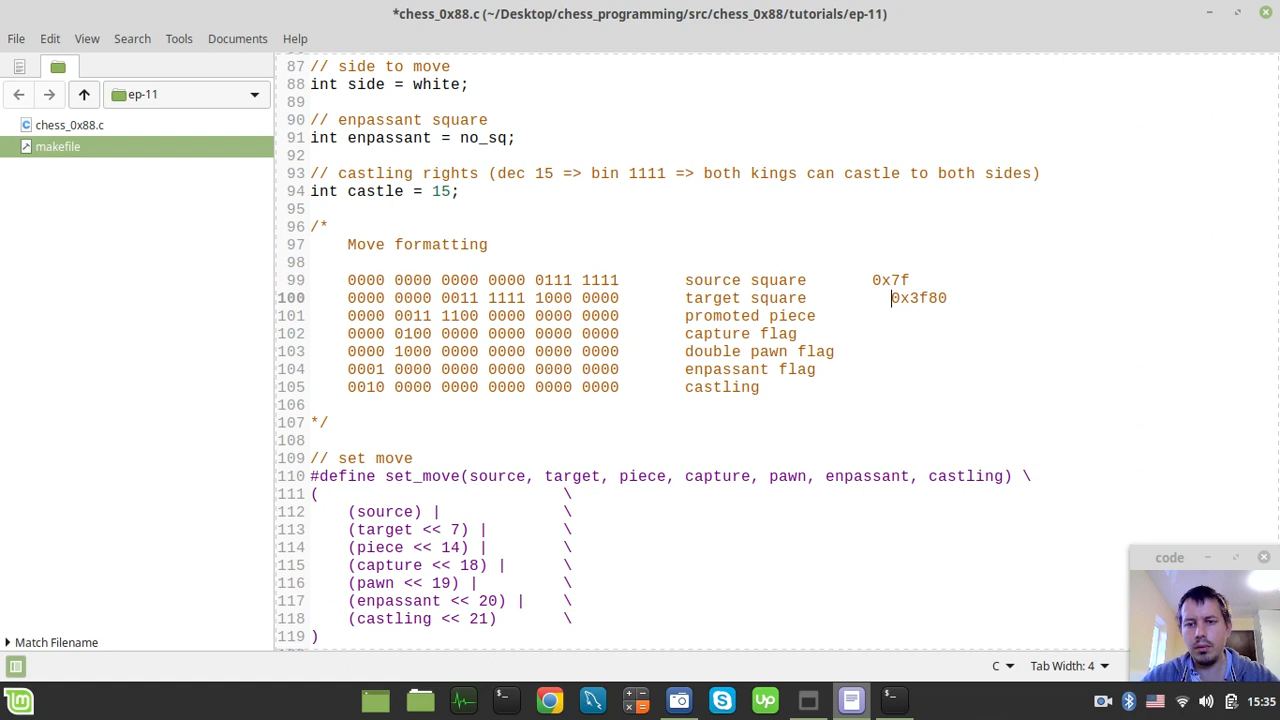 *chess_0x88.c (~/Desktop/chess_programming/src/chess_0x88/tutorials/ep-11)
File Edit View Search Tools Documents Help
ep-11
chess_0x88.c
makefile
87 // side to move
88 int side = white;
89
90 // enpassant square
91 int enpassant = no_sq;
92
93 // castling rights (dec 15 => bin 1111 => both kings can castle to both sides)
94 int castle = 15;
95
96 /*
97 Move formatting
98
99 0000 0000 0000 0000 0111 1111 source square 0x7f
100 0000 0000 0011 1111 1000 0000 target square 0x3f80
101 0000 0011 1100 0000 0000 0000 promoted piece
102 0000 0100 0000 0000 0000 0000 capture flag
103 0000 1000 0000 0000 0000 0000 double pawn flag
104 0001 0000 0000 0000 0000 0000 enpassant flag
105 0010 0000 0000 0000 0000 0000 castling
106
107 */
108
109 // set move
110 #define set_move(source, target, piece, capture, pawn, enpassant, castling) \
111 ( \
112 (source) | \
113 (target << 7) | \
114 (piece << 14) | \
115 (capture << 18) | \
116 (pawn << 19) | \
117 (enpassant << 20) | \
118 (castling << 21) \
119 )
code
Match Filename
C Tab Width: 4
15:35